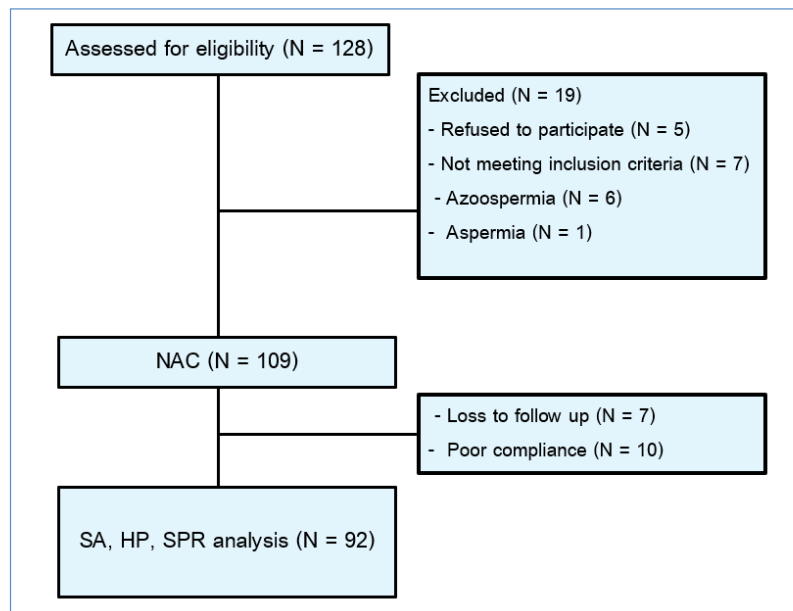 Assessed for eligibility (N = 128)
Excluded (N = 19)
- Refused to participate (N = 5)
- Not meeting inclusion criteria (N = 7)
- Azoospermia (N = 6)
- Aspermia (N = 1)
NAC (N = 109)
- Loss to follow up (N = 7)
- Poor compliance (N = 10)
SA, HP, SPR analysis (N = 92)